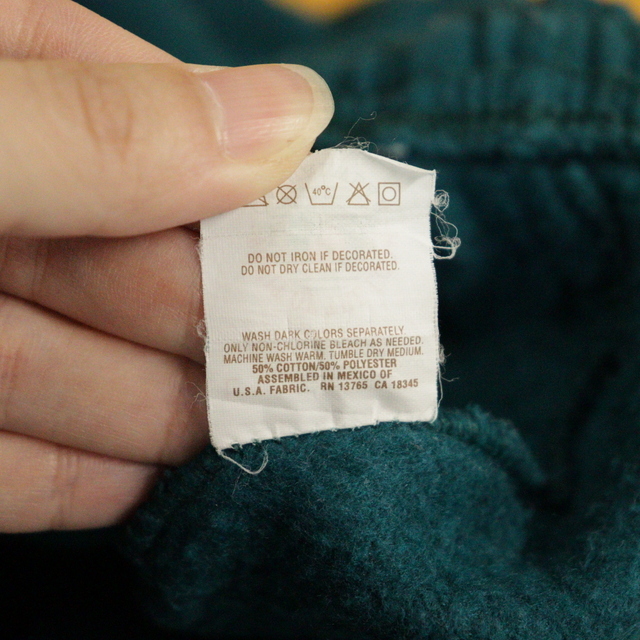 40°C
DO NOT IRON IF DECORATED.
DO NOT DRY CLEAN IF DECORATED.
WASH DARK COLORS SEPARATELY
ONLY NON-CHLORINE BLEACH AS NEEDED.
MACHINE WASH WARM. TUMBLE DRY MEDIUM.
50% COTTON/50% POLYESTER
ASSEMBLED IN MEXICO OF
U.S.A. FABRIC. RN 13765 CA 18345